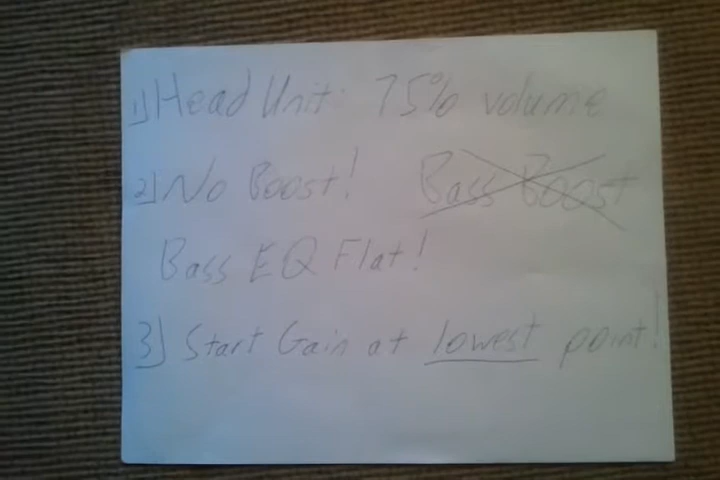 1) Head Unit: 75% volume
2) No Boost! Bass Boost
Bass EQ Flat!
3) Start Gain at lowest point!